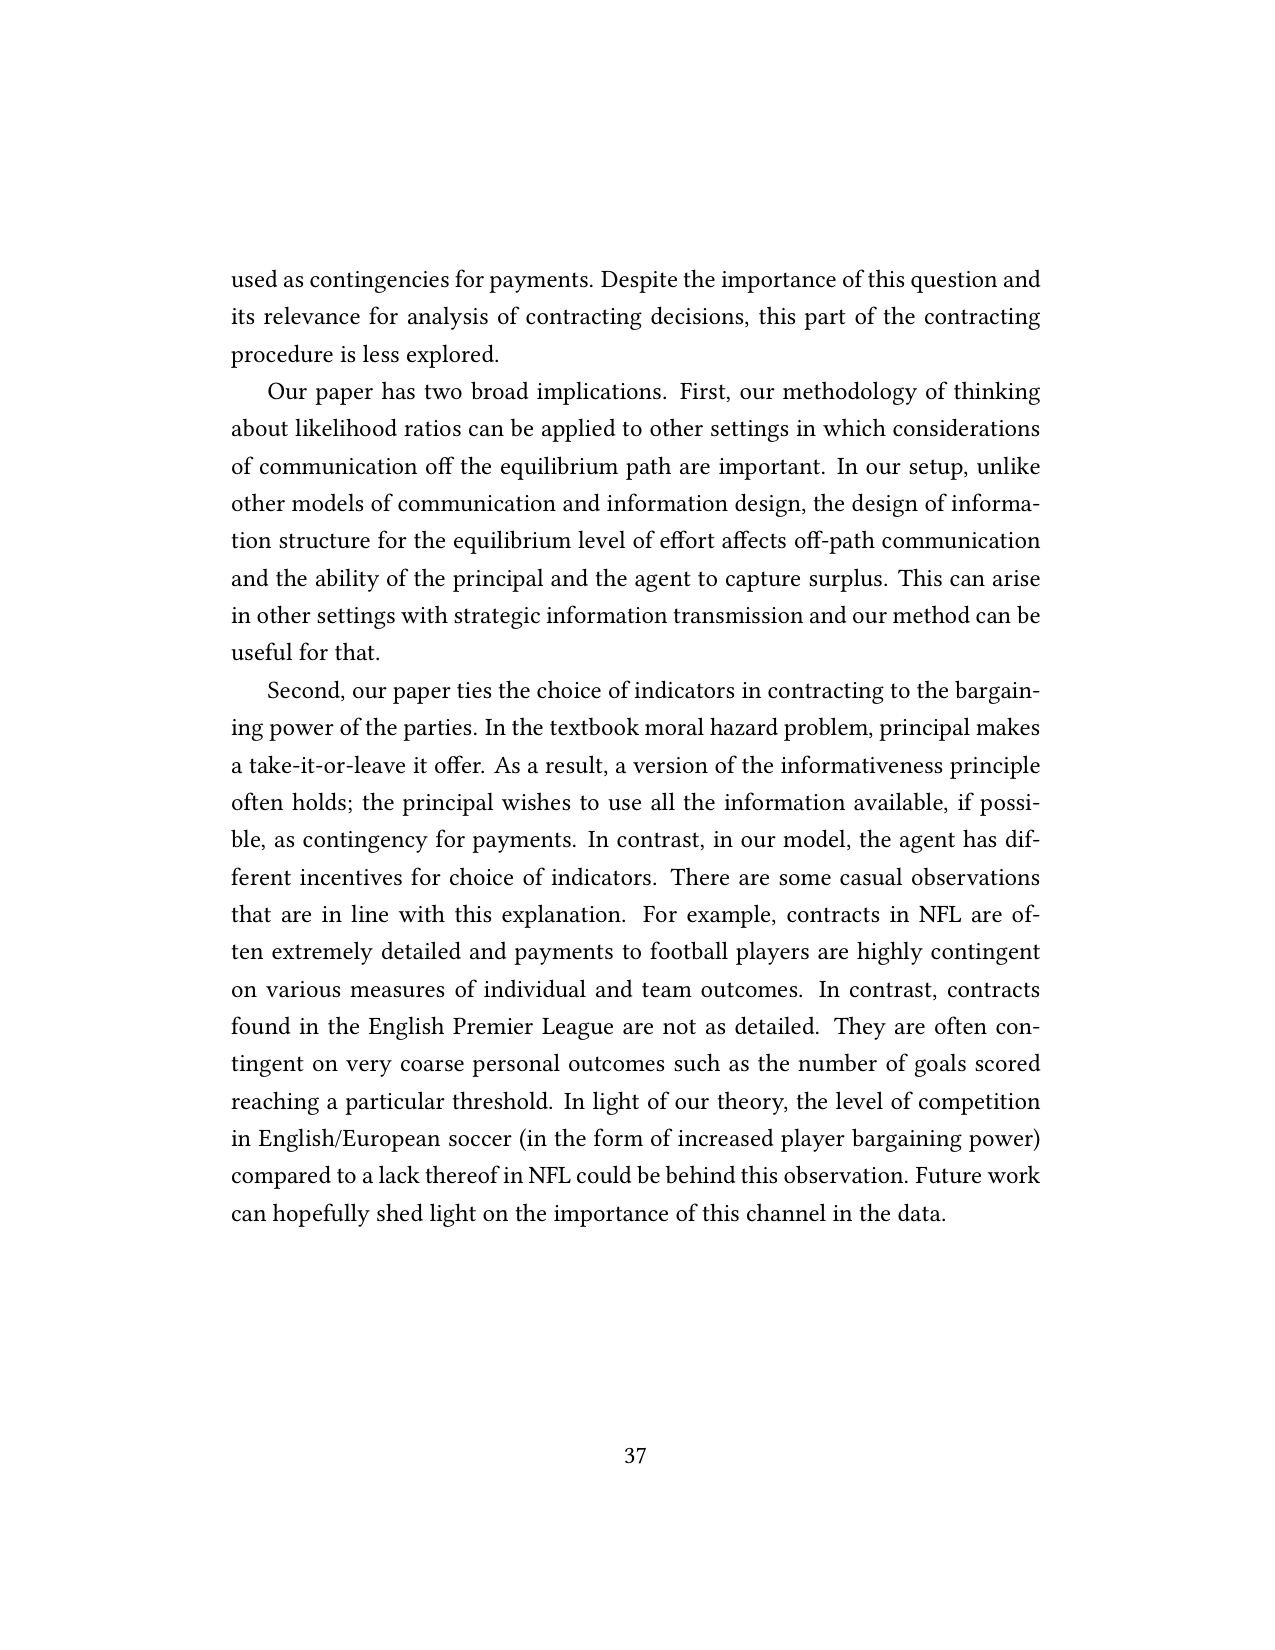 used as contingencies for payments. Despite the importance of this question and
its relevance for analysis of contracting decisions, this part of the contracting
procedure is less explored.
Our paper has two broad implications. First, our methodology of thinking
about likelihood ratios can be applied to other settings in which considerations
of communication off the equilibrium path are important. In our setup, unlike
other models of communication and information design, the design of informa-
tion structure for the equilibrium level of effort affects off-path communication
and the ability of the principal and the agent to capture surplus. This can arise
in other settings with strategic information transmission and our method can be
useful for that.
Second, our paper ties the choice of indicators in contracting to the bargain-
ing power of the parties. In the textbook moral hazard problem, principal makes
a take-it-or-leave it offer. As a result, a version of the informativeness principle
often holds; the principal wishes to use all the information available, if possi-
ble, as contingency for payments. In contrast, in our model, the agent has dif-
ferent incentives for choice of indicators. There are some casual observations
that are in line with this explanation. For example, contracts in NFL are of-
ten extremely detailed and payments to football players are highly contingent
on various measures of individual and team outcomes. In contrast, contracts
found in the English Premier League are not as detailed. They are often con-
tingent on very coarse personal outcomes such as the number of goals scored
reaching a particular threshold. In light of our theory, the level of competition
in English/European soccer (in the form of increased player bargaining power)
compared to a lack thereof in NFL could be behind this observation. Future work
can hopefully shed light on the importance of this channel in the data.
37